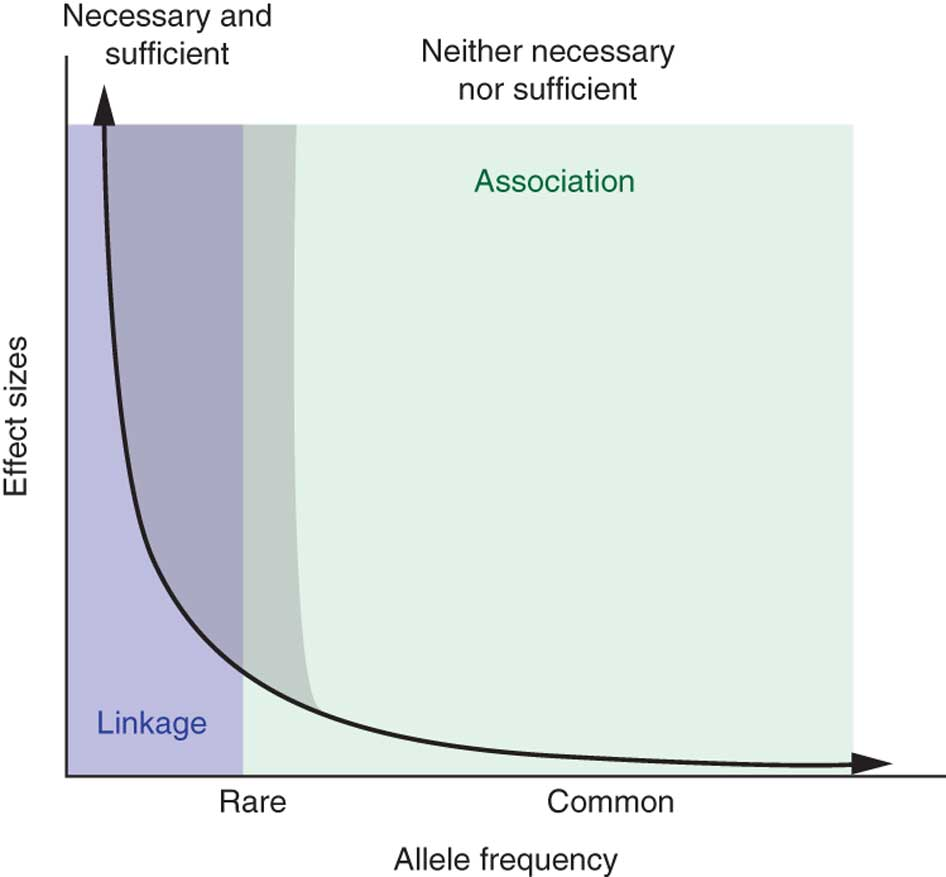 Necessary and
sufficient
Neither necessary
nor sufficient
Association
Effect sizes
Linkage
Rare
Common
Allele frequency